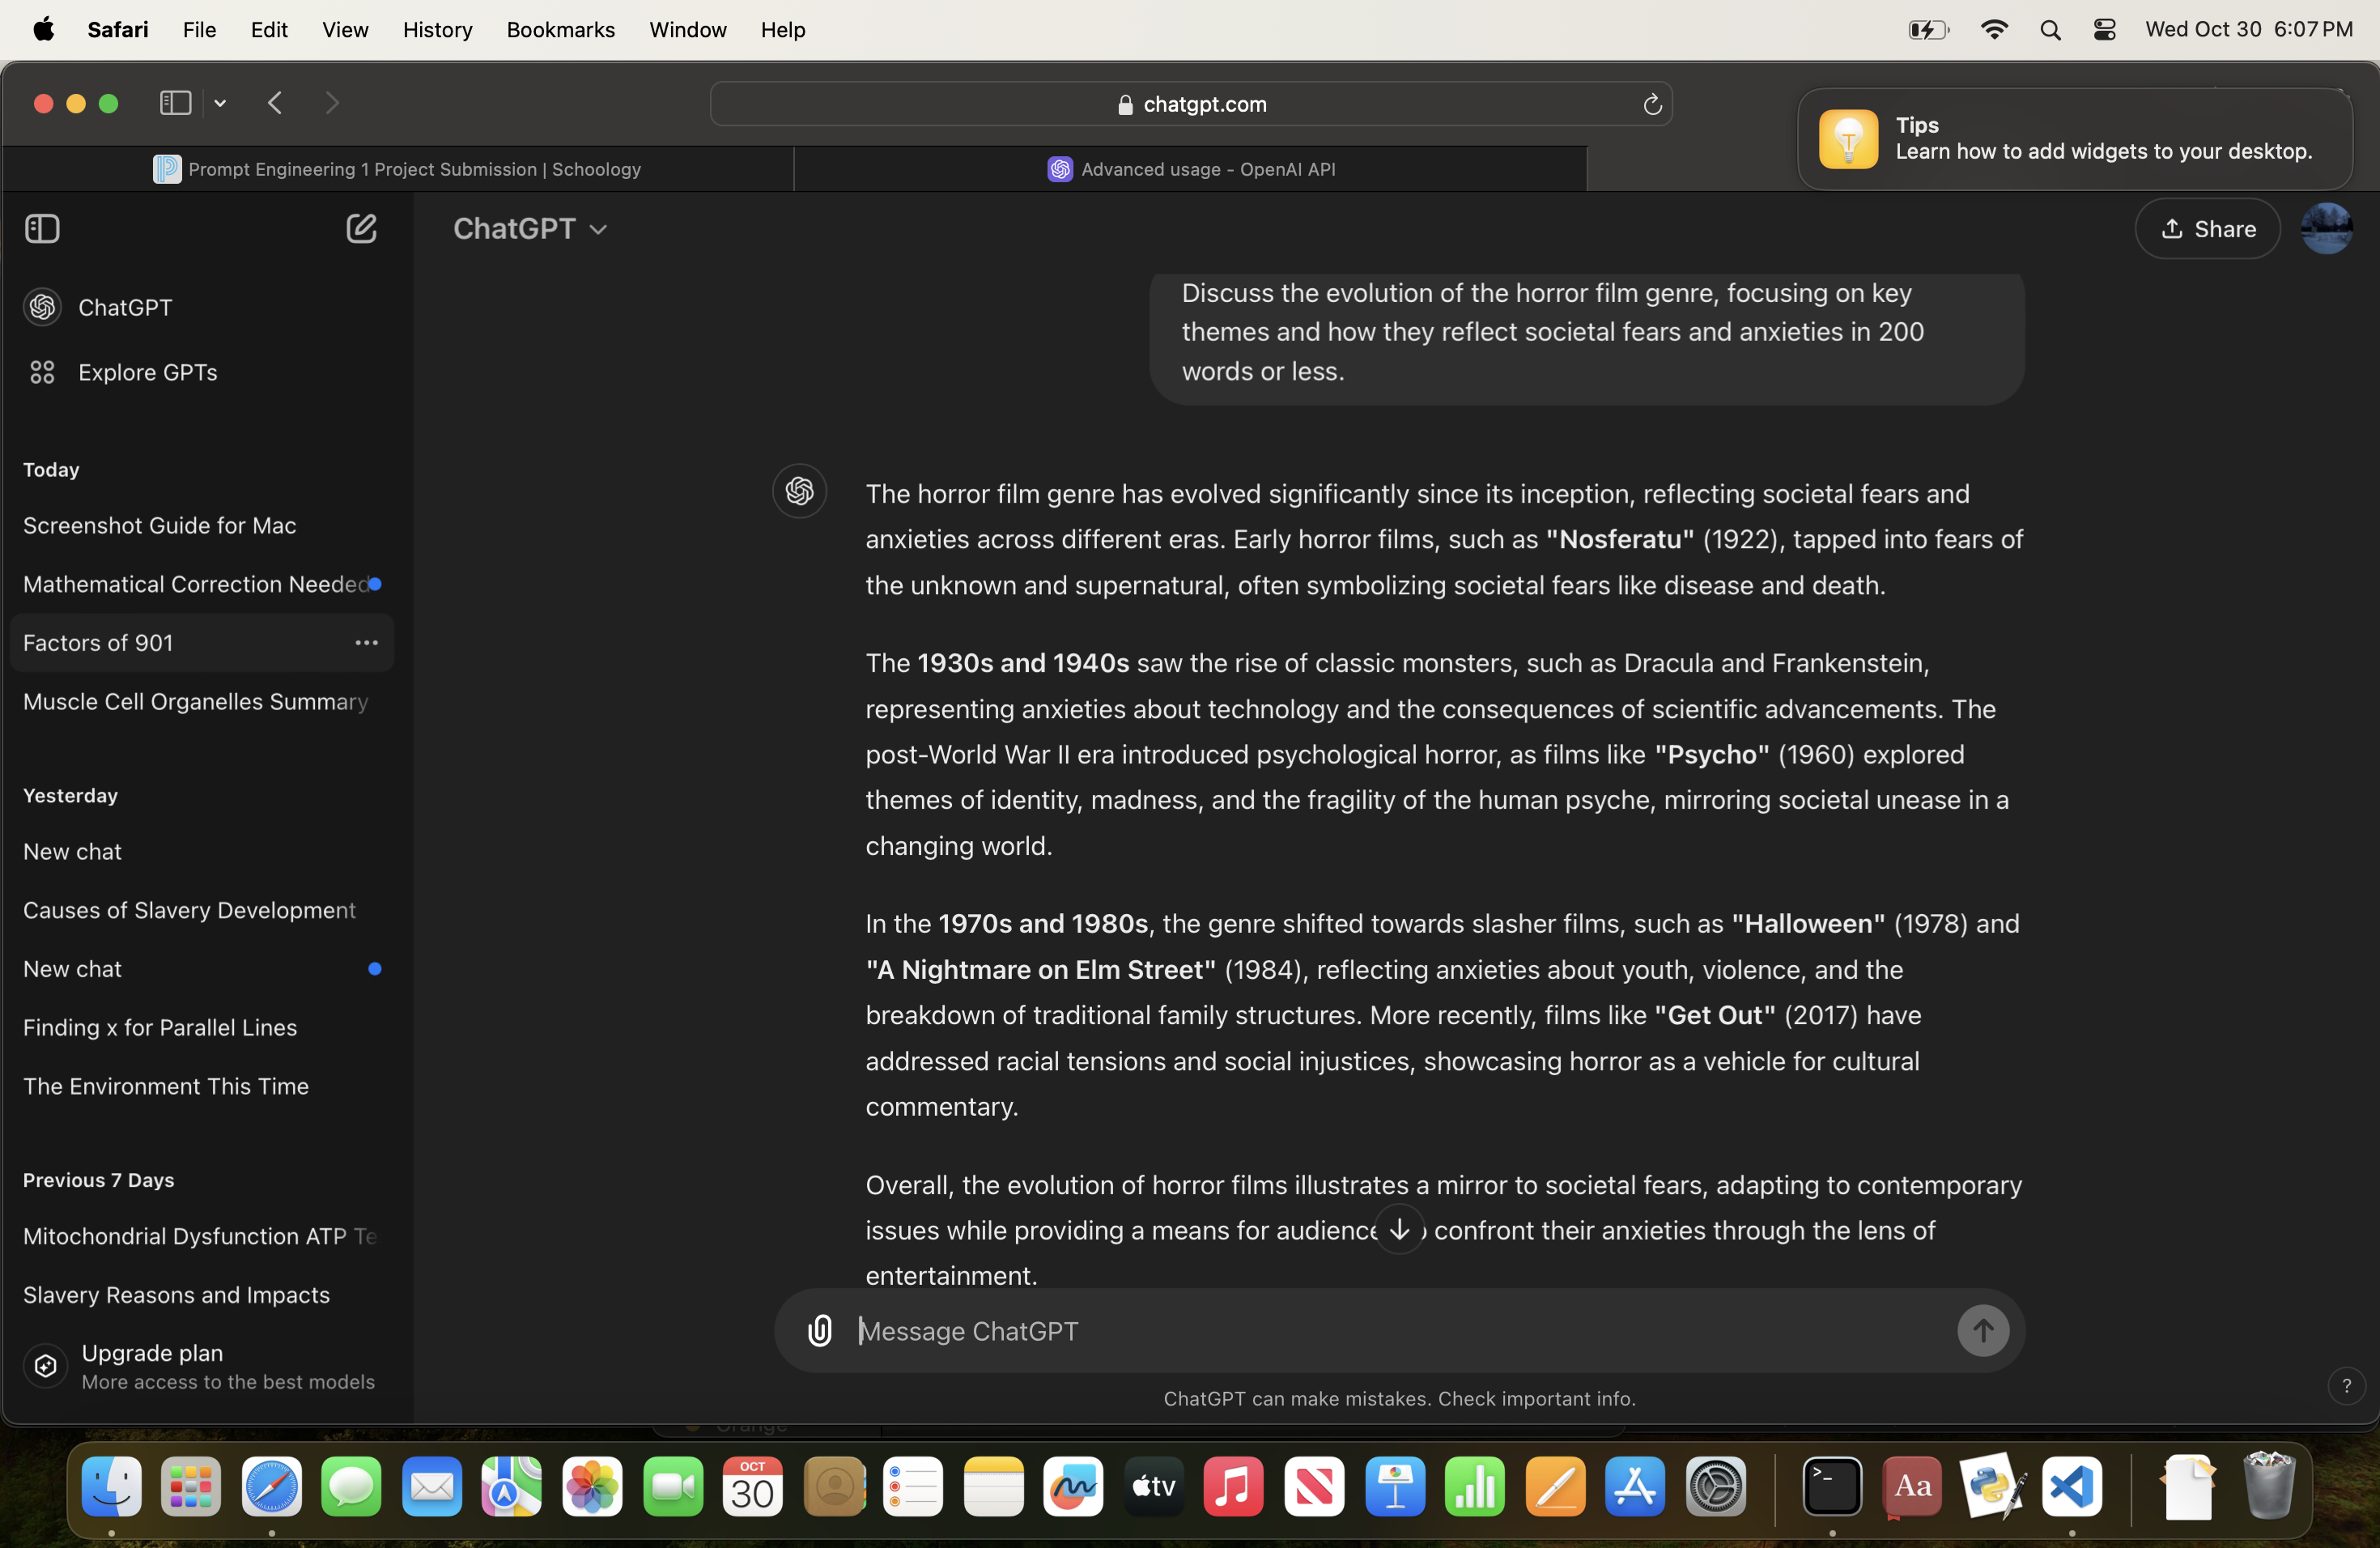 Safari File Edit View History Bookmarks Window Help
Wed Oct 30 6:07 PM
chatgpt.com
Tips
Learn how to add widgets to your desktop.
Prompt Engineering 1 Project Submission | Schoology
Advanced usage - OpenAI API
ChatGPT
Share
ChatGPT
Explore GPTs
Today
Screenshot Guide for Mac
Mathematical Correction Needed
Factors of 901
Muscle Cell Organelles Summary
Yesterday
New chat
Causes of Slavery Development
New chat
Finding x for Parallel Lines
The Environment This Time
Previous 7 Days
Mitochondrial Dysfunction ATP Te
Slavery Reasons and Impacts
Upgrade plan
More access to the best models
Discuss the evolution of the horror film genre, focusing on key
themes and how they reflect societal fears and anxieties in 200
words or less.
The horror film genre has evolved significantly since its inception, reflecting societal fears and
anxieties across different eras. Early horror films, such as "Nosferatu" (1922), tapped into fears of
the unknown and supernatural, often symbolizing societal fears like disease and death.
The 1930s and 1940s saw the rise of classic monsters, such as Dracula and Frankenstein,
representing anxieties about technology and the consequences of scientific advancements. The
post-World War II era introduced psychological horror, as films like "Psycho" (1960) explored
themes of identity, madness, and the fragility of the human psyche, mirroring societal unease in a
changing world.
In the 1970s and 1980s, the genre shifted towards slasher films, such as "Halloween" (1978) and
"A Nightmare on Elm Street" (1984), reflecting anxieties about youth, violence, and the
breakdown of traditional family structures. More recently, films like "Get Out" (2017) have
addressed racial tensions and social injustices, showcasing horror as a vehicle for cultural
commentary.
Overall, the evolution of horror films illustrates a mirror to societal fears, adapting to contemporary
issues while providing a means for audience confront their anxieties through the lens of
entertainment.
Message ChatGPT
ChatGPT can make mistakes. Check important info.
?
Orange
OCT
30
tv
Aa